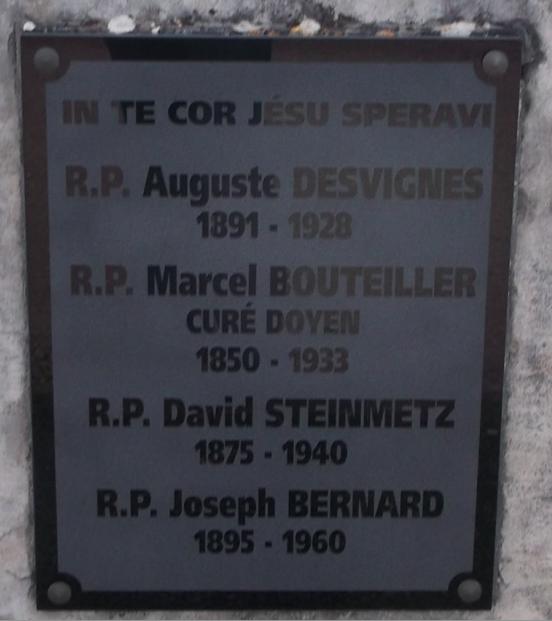 IN TE COR JÉSU SPERAVI
R.P. Auguste DESVIGNES
1891 - 1928
R.P. Marcel BOUTEILLER
CURÉ DOYEN
1850 - 1933
R.P. David STEINMETZ
1875 - 1940
R.P. Joseph BERNARD
1895 - 1960